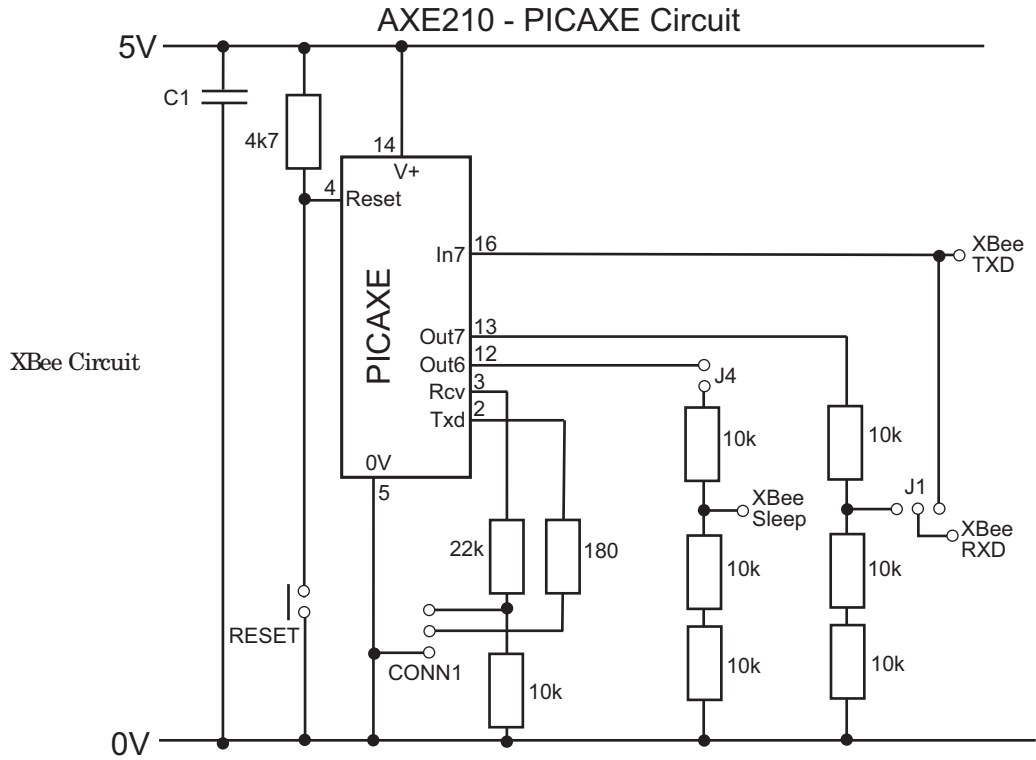 AXE210 - PICAXE Circuit
5V
C1
4k7
14
V+
4
Reset
16
In7
XBee
TXD
PICAXE
XBee Circuit
13
Out7
12
Out6
J4
3
Rcv
2
Txd
10k
10k
0V
5
J1
XBee
Sleep
XBee
RXD
22k
180
10k
10k
RESET
CONN1
10k
10k
10k
0V